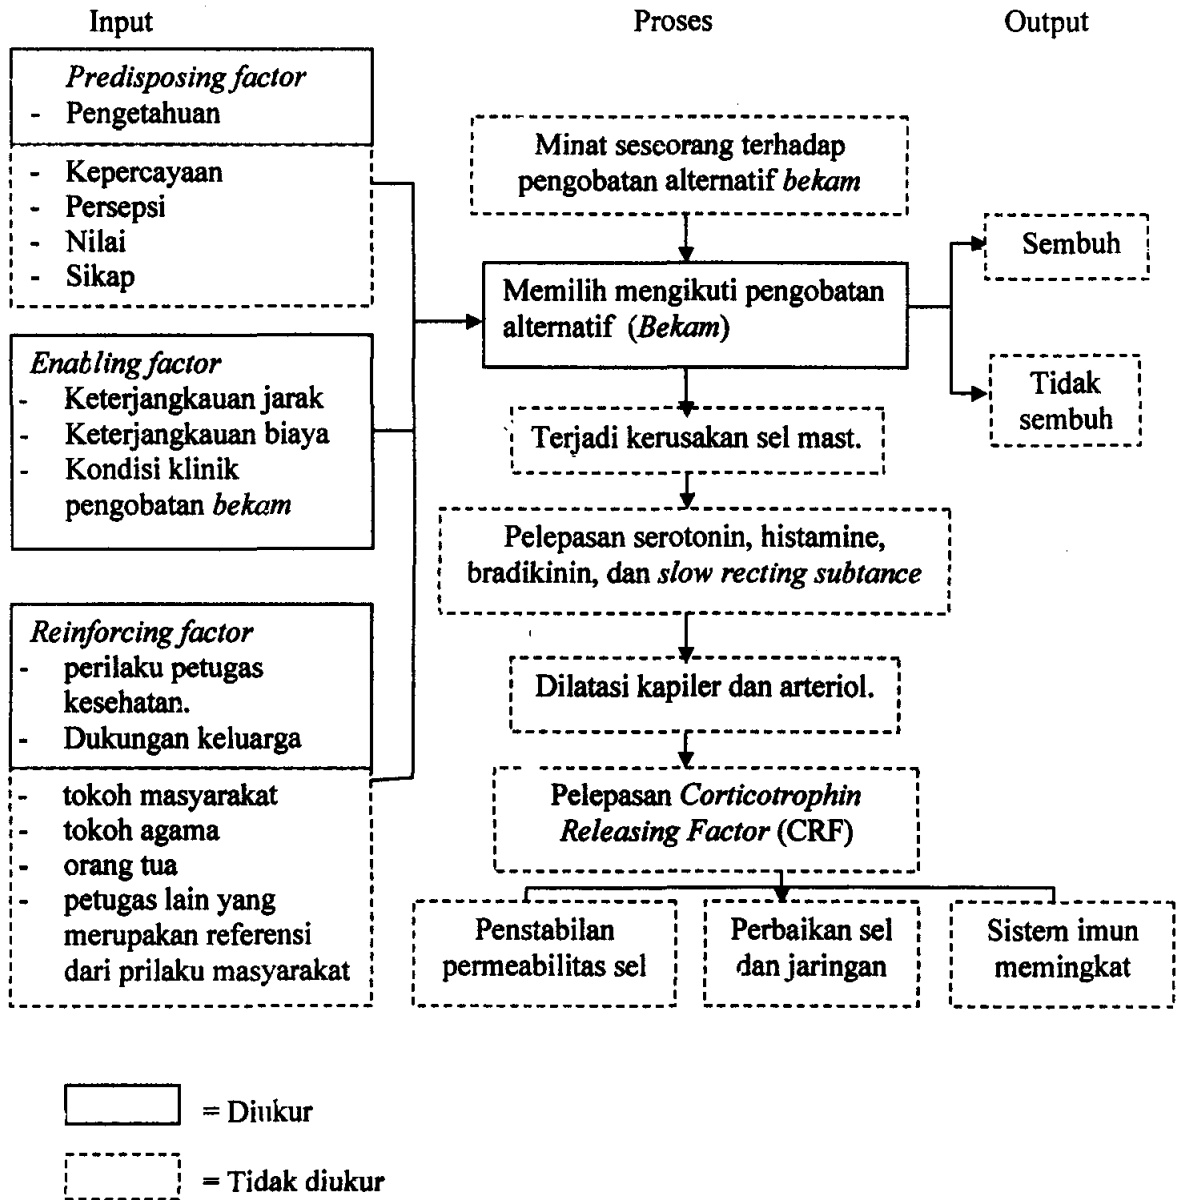 Input
Proses
Output
Predisposing factor
- Pengetahuan
- Kepercayaan
- Persepsi
- Nilai
- Sikap
Enabling factor
- Keterjangkauan jarak
- Keterjangkauan biaya
- Kondisi klinik
pengobatan bekam
Reinforcing factor
- perilaku petugas
kesehatan.
- Dukungan keluarga
- tokoh masyarakat
- tokoh agama
- orang tua
- petugas lain yang
merupakan referensi
dari prilaku masyarakat
Minat seseorang terhadap
pengobatan alternatif bekam
Memilih mengikuti pengobatan
alternatif (Bekam)
Terjadi kerusakan sel mast.
Pelepasan serotonin, histamine,
bradikinin, dan slow recting subtance
Dilatasi kapiler dan arteriol.
Pelepasan Corticotrophin
Releasing Factor (CRF)
Penstabilan
permeabilitas sel
Perbaikan sel
dan jaringan
Sistem imun
memingkat
Sembuh
Tidak
sembuh
= Diukur
= Tidak diukur